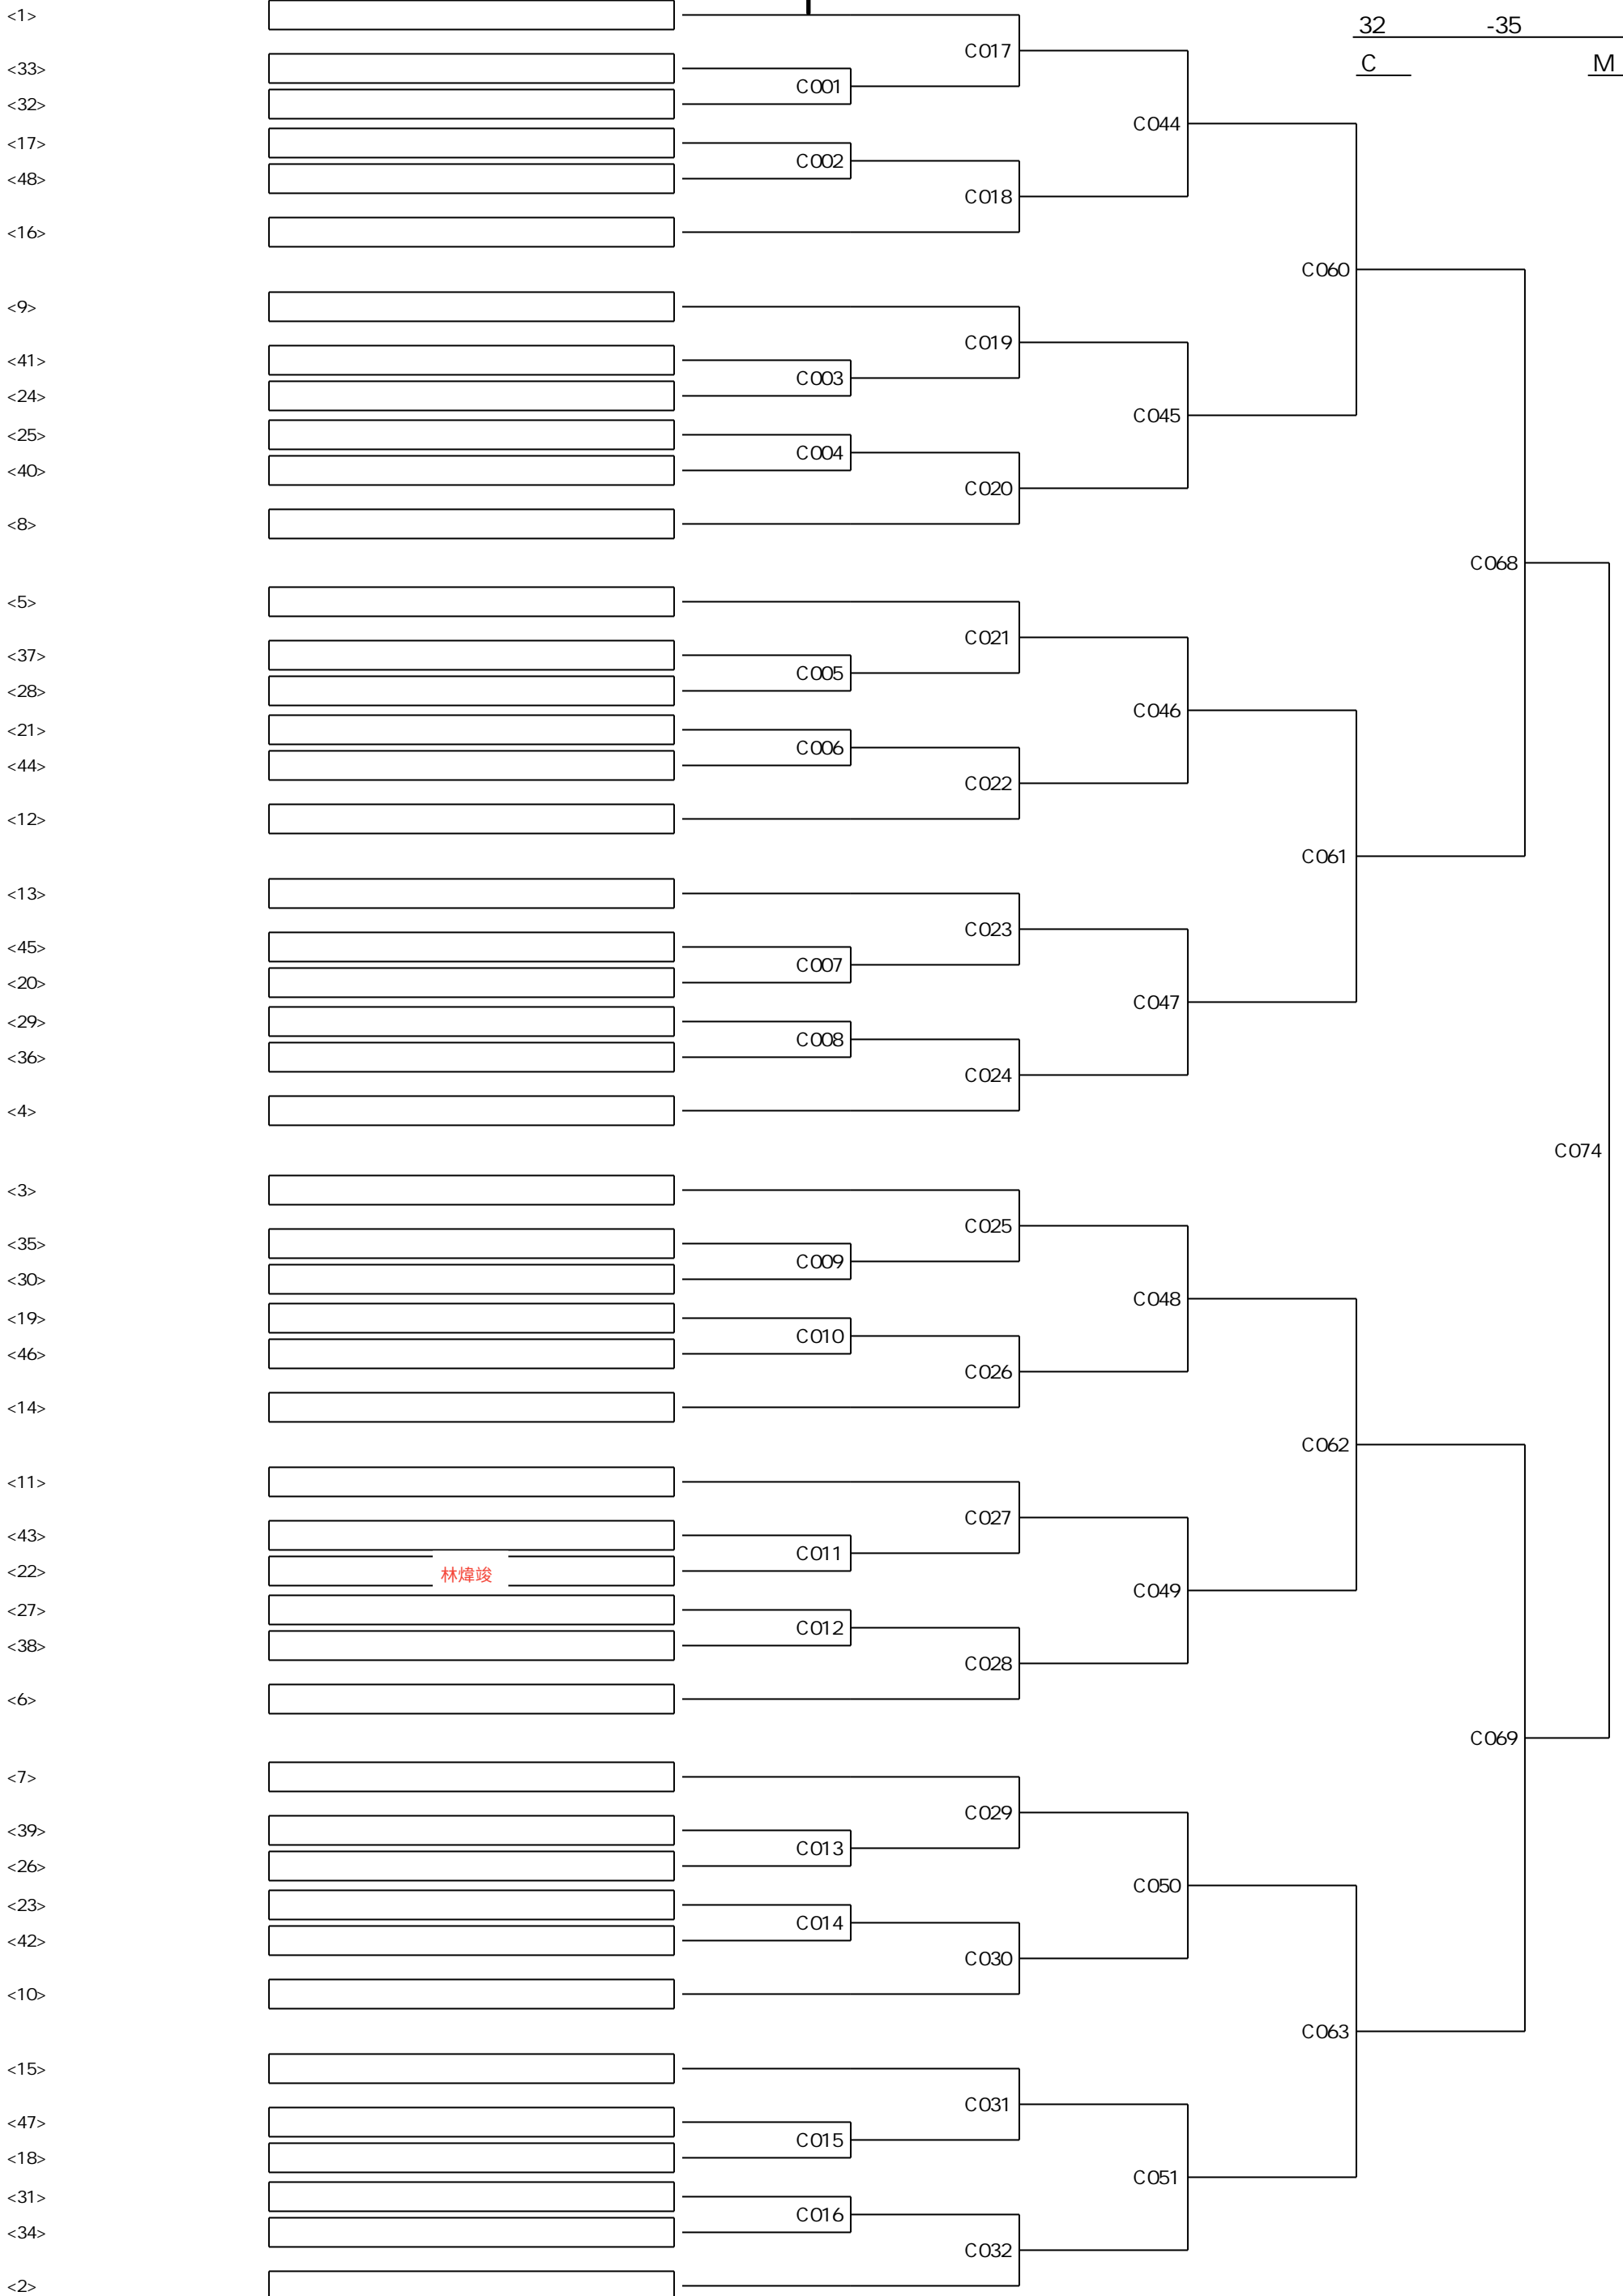 <1>
32 -35
C017
C M
<33>
C001
<32>
C044
<17>
C002
<48>
C018
<16>
C060
<9>
C019
<41>
C003
<24>
C045
<25>
C004
<40>
C020
<8>
C068
<5>
C021
<37>
C005
<28>
C046
<21>
C006
<44>
C022
<12>
C061
<13>
C023
<45>
C007
<20>
C047
<29>
C008
<36>
C024
<4>
C074
<3>
C025
<35>
C009
<30>
C048
<19>
C010
<46>
C026
<14>
C062
<11>
C027
<43>
C011
<22> 林煒竣
C049
<27>
C012
<38>
C028
<6>
C069
<7>
C029
<39>
C013
<26>
C050
<23>
C014
<42>
C030
<10>
C063
<15>
C031
<47>
C015
<18>
C051
<31>
C016
<34>
C032
<2>